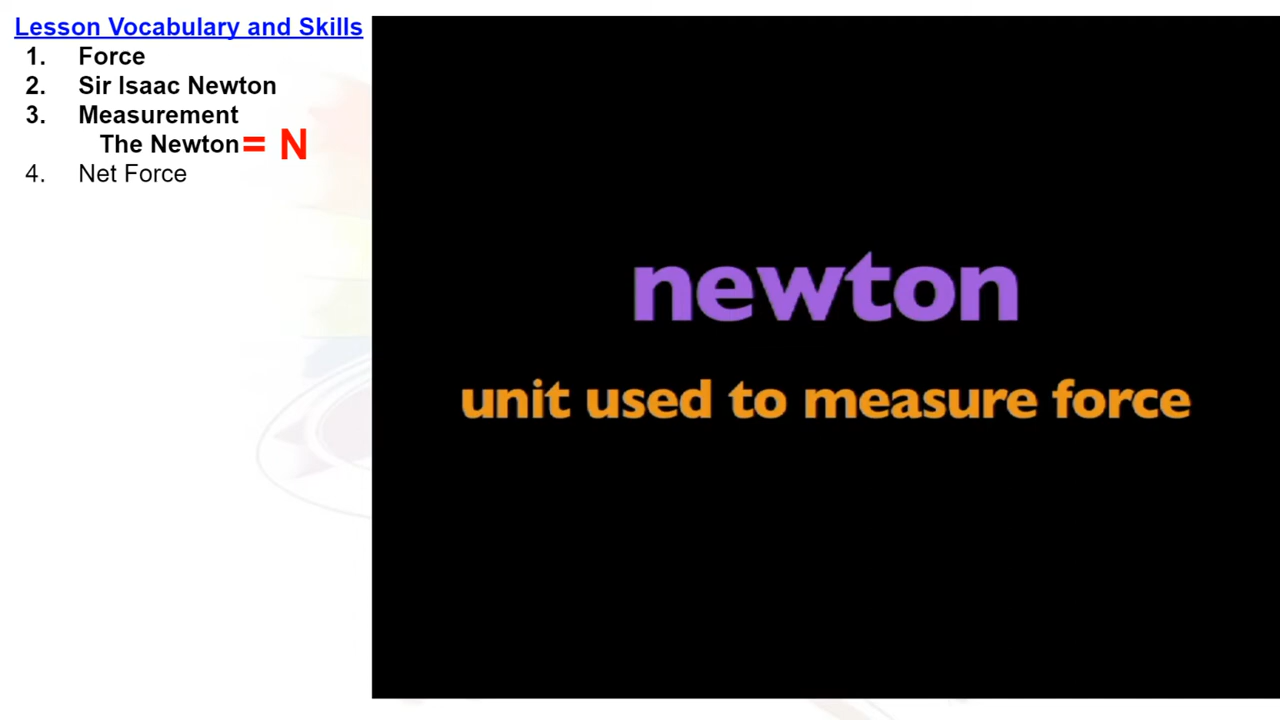 Lesson Vocabulary and Skills
1. Force
2. Sir Isaac Newton
3. Measurement
The Newton = N
4. Net Force
newton
unit used to measure force